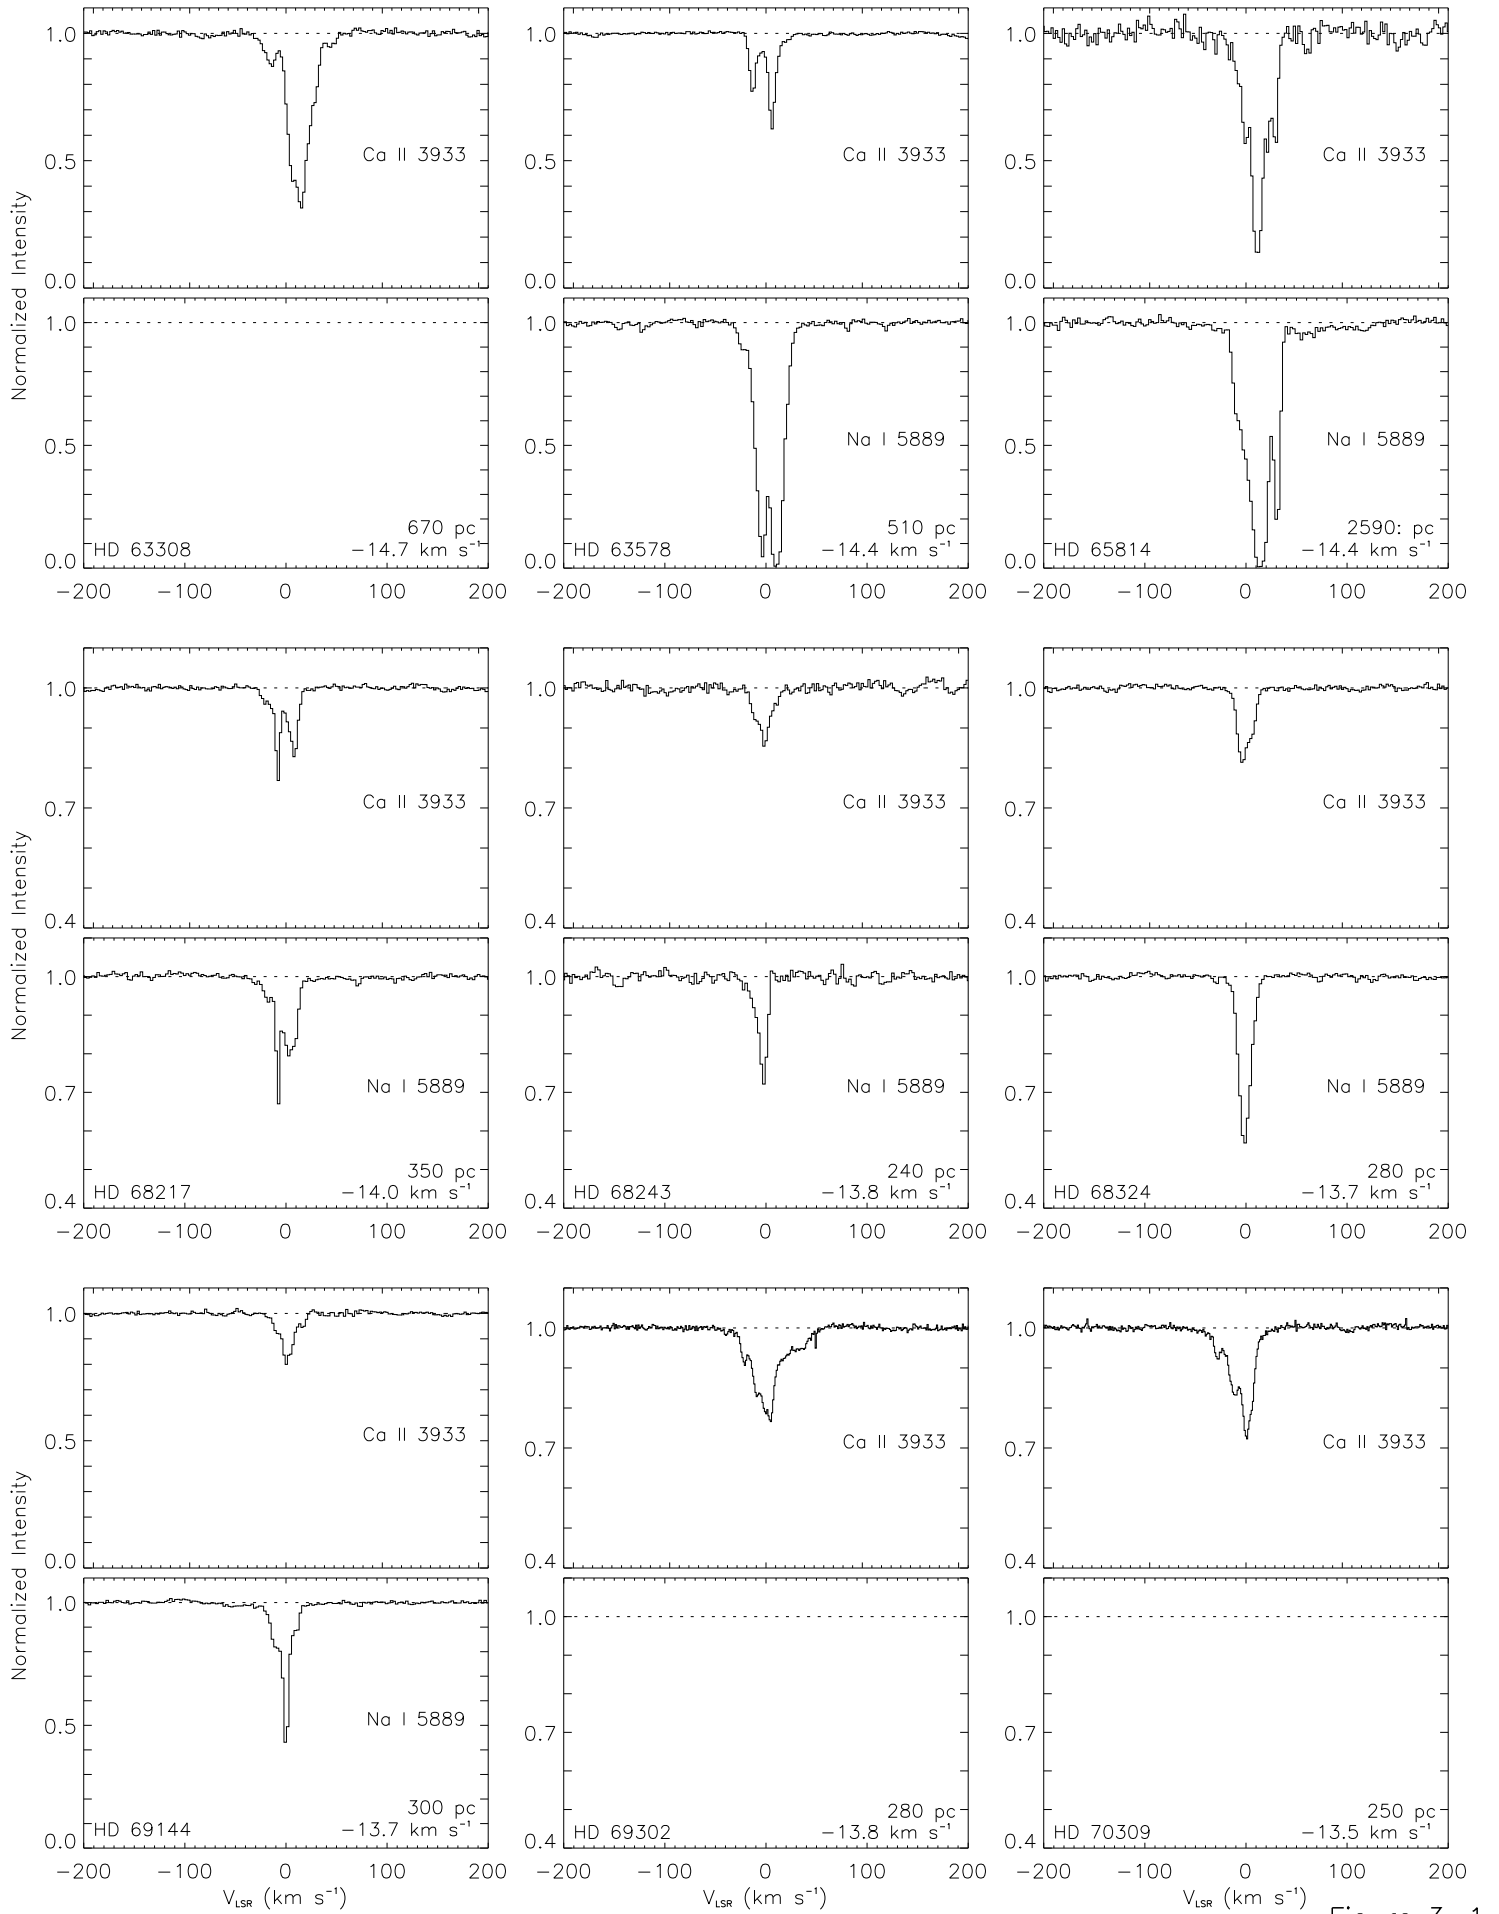 1.0 1.0 1.0
Ca II 3933 Ca II 3933 Ca II 3933
0.5 0.5 0.5
0.0 0.0 0.0
Normalized Intensity
1.0 1.0 1.0
0.5 Na I 5889 0.5 Na I 5889 0.5
670 pc 510 pc 2590: pc
HD 63308 −14.7 km s⁻¹ HD 63578 −14.4 km s⁻¹ HD 65814 −14.4 km s⁻¹
0.0 0.0 0.0
−200 −100 0 100 200 −200 −100 0 100 200 −200 −100 0 100 200
1.0 1.0 1.0
Ca II 3933 Ca II 3933 Ca II 3933
0.7 0.7 0.7
0.4 0.4 0.4
Normalized Intensity
1.0 1.0 1.0
Na I 5889 Na I 5889 Na I 5889
0.7 0.7 0.7
350 pc 240 pc 280 pc
HD 68217 −14.0 km s⁻¹ HD 68243 −13.8 km s⁻¹ HD 68324 −13.7 km s⁻¹
0.4 0.4 0.4
−200 −100 0 100 200 −200 −100 0 100 200 −200 −100 0 100 200
1.0 1.0 1.0
Ca II 3933 Ca II 3933 Ca II 3933
0.5 0.7 0.7
0.0 0.4 0.4
Normalized Intensity
1.0 1.0 1.0
Na I 5889
0.5 0.7 0.7
300 pc 280 pc 250 pc
HD 69144 −13.7 km s⁻¹ HD 69302 −13.8 km s⁻¹ HD 70309 −13.5 km s⁻¹
0.0 0.4 0.4
−200 −100 0 100 200 −200 −100 0 100 200 −200 −100 0 100 200
V_LSR (km s⁻¹) V_LSR (km s⁻¹) V_LSR (km s⁻¹)